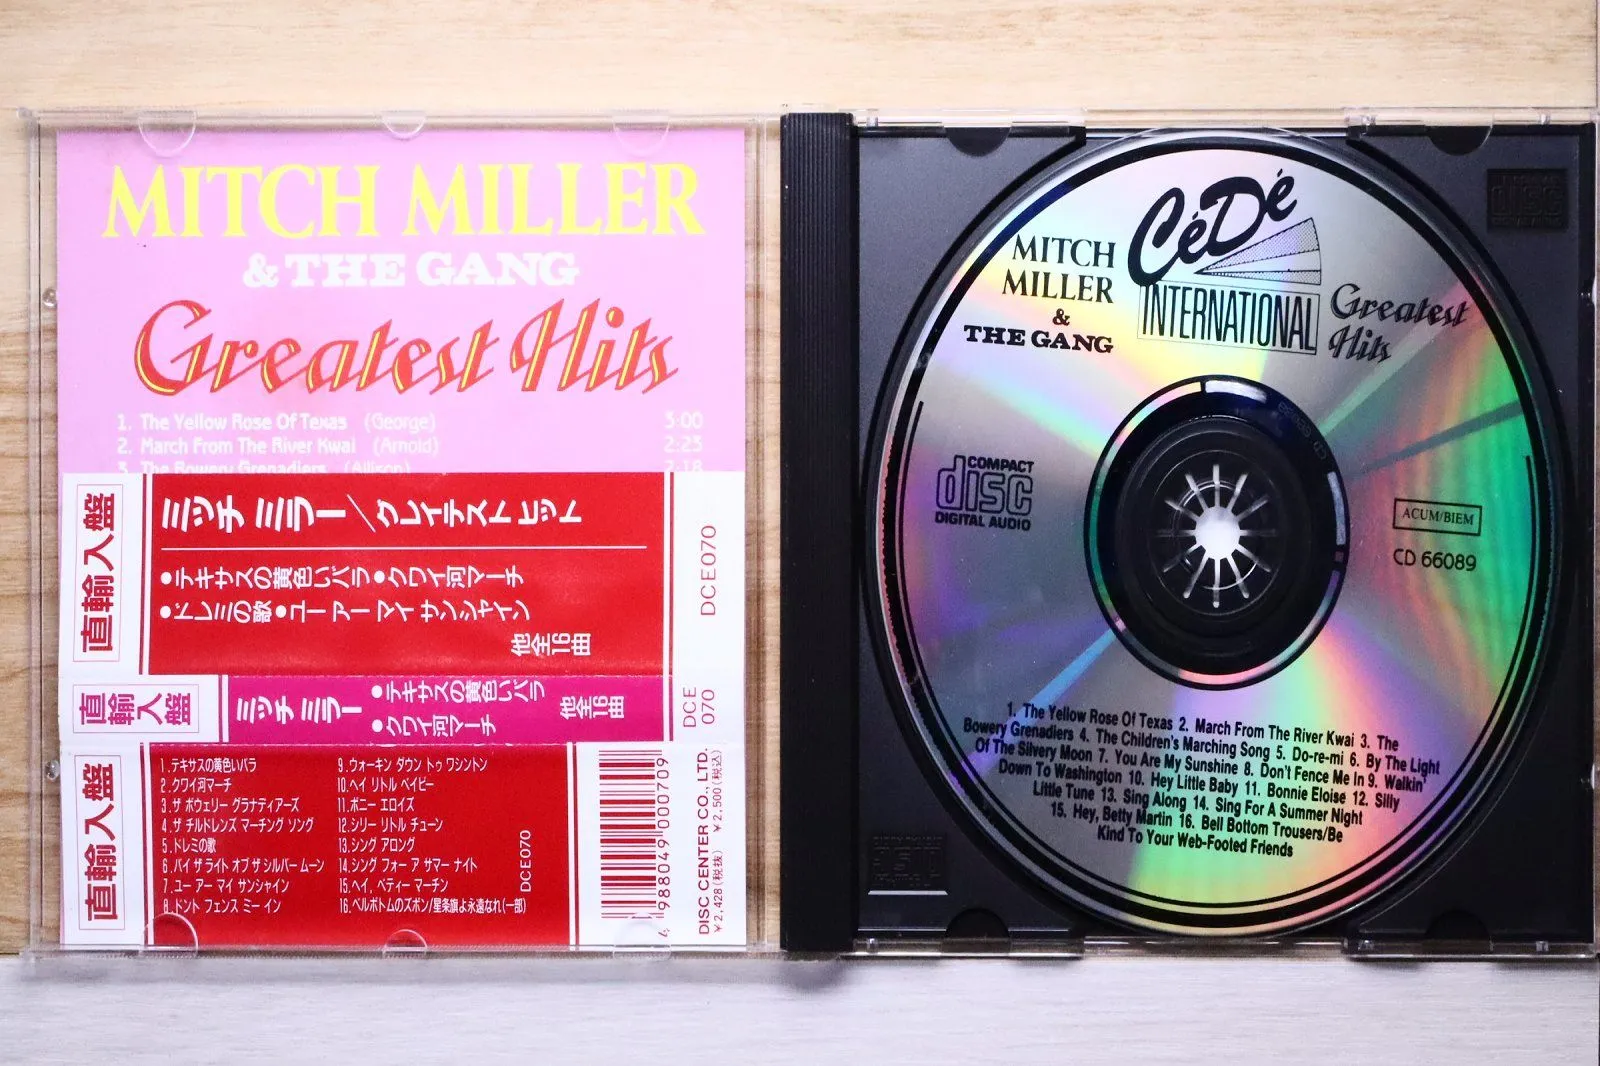 MITCH MILLER
& THE GANG
Greatest Hits
1. The Yellow Rose Of Texas (George) 3:00
2. March From The River Kwai (Arnold) 2:23
3. The Bowery Grenadiers (Allison) 2:18
直輸入盤
ミッチ ミラー/グレイテストヒット
●テキサスの黄色いバラ●クワイ河マーチ
●ドレミの歌●ユー アー マイ サンシャイン
他全16曲
DCE070
直輸入盤
ミッチ ミラー
●テキサスの黄色いバラ
●クワイ河マーチ
他全16曲
DCE
070
直輸入盤
1.テキサスの黄色いバラ
2.クワイ河マーチ
3.ザ ボウェリー グラナティアーズ
4.ザ チルドレンズ マーチング ソング
5.ドレミの歌
6.バイ ザ ライト オブ ザ シルバー ムーン
7.ユー アー マイ サンシャイン
8.ドント フェンス ミー イン
9.ウォーキン ダウン トゥ ワシントン
10.ヘイ リトル ベイビー
11.ボニー エロイズ
12.シリー リトル チューン
13.シング アロング
14.シング フォー ア サマー ナイト
15.ヘイ, ベティー マーチン
16.ベルボトムのズボン/星条旗よ永遠なれ(一部)
DCE070
4 988049 000709
DISC CENTER CO., LTD.
¥2,428(税抜) ¥2,500(税込)
CéDé
INTERNATIONAL
MITCH
MILLER
&
THE GANG
Greatest
Hits
COMPACT
disc
DIGITAL AUDIO
ACUM/BIEM
CD 66089
1. The Yellow Rose Of Texas 2. March From The River Kwai 3. The
Bowery Grenadiers 4. The Children's Marching Song 5. Do-re-mi 6. By The Light
Of The Silvery Moon 7. You Are My Sunshine 8. Don't Fence Me In 9. Walkin'
Down To Washington 10. Hey Little Baby 11. Bonnie Eloise 12. Silly
Little Tune 13. Sing Along 14. Sing For A Summer Night
15. Hey, Betty Martin 16. Bell Bottom Trousers/Be
Kind To Your Web-Footed Friends